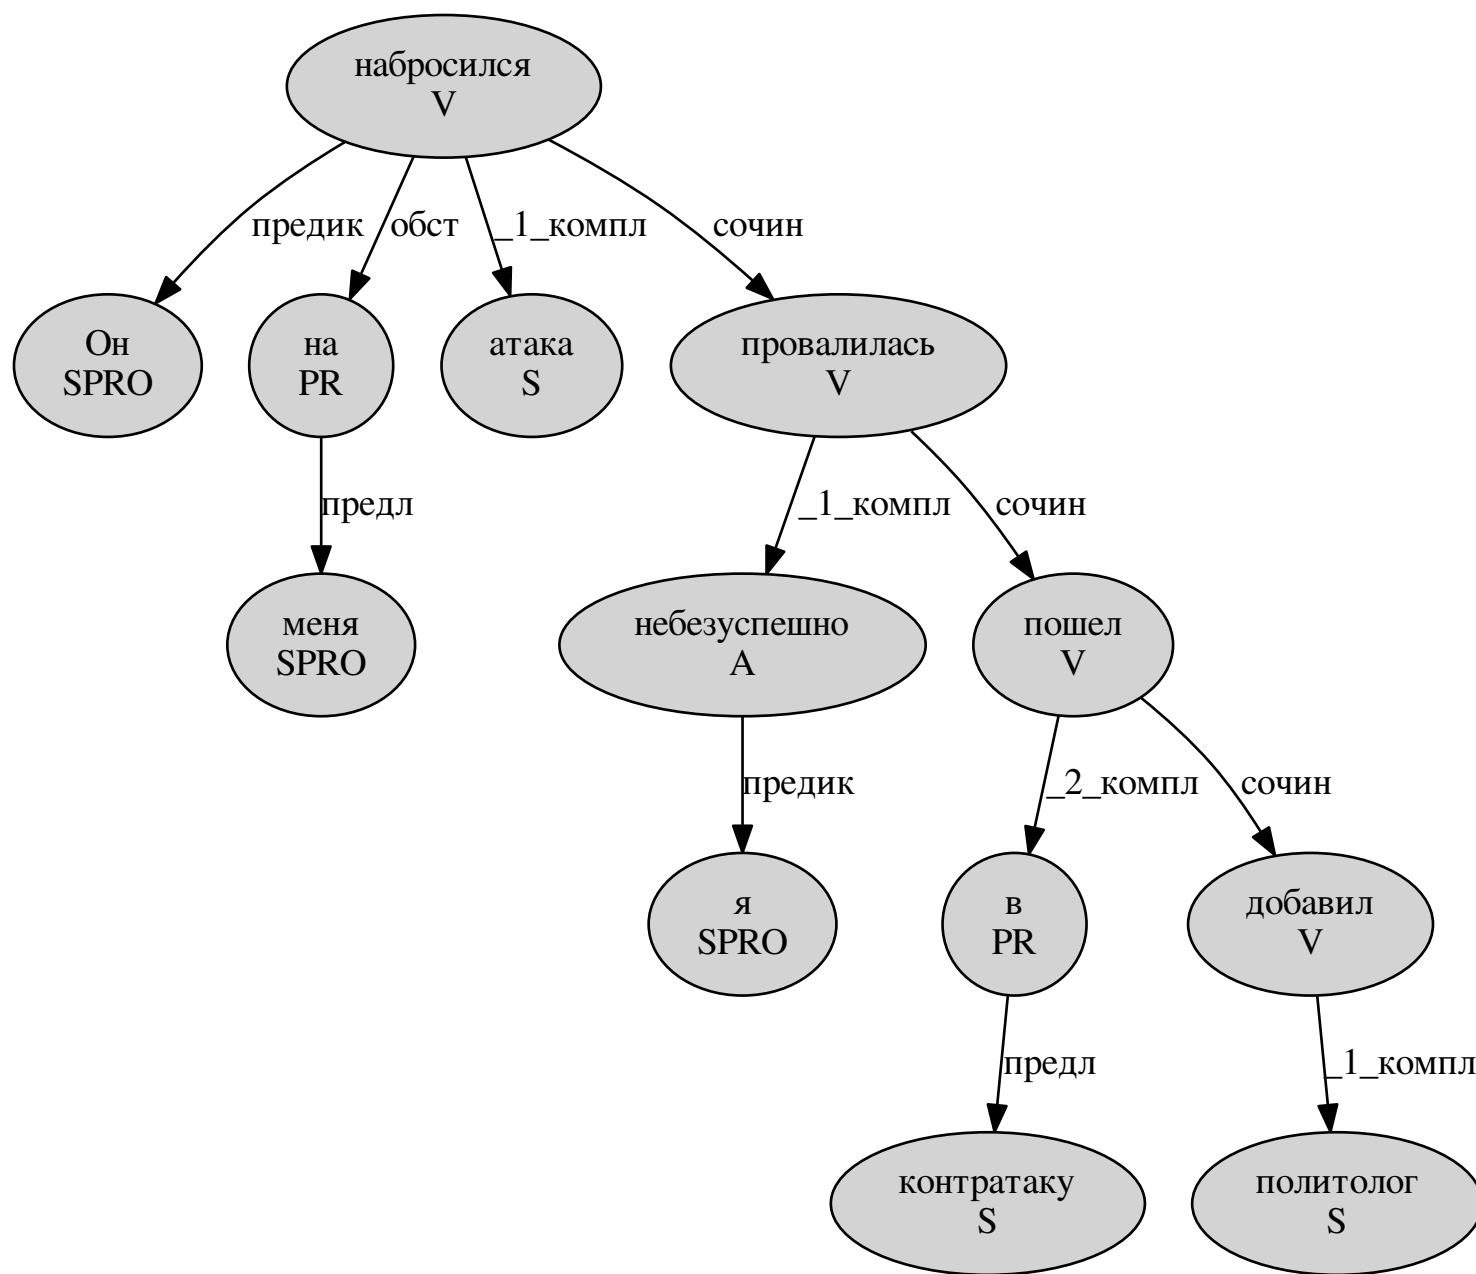 набросился
V
предик
обст
_1_компл
сочин
Он
SPRO
на
PR
атака
S
провалилась
V
предл
_1_компл
сочин
меня
SPRO
небезуспешно
A
пошел
V
предик
_2_компл
сочин
я
SPRO
в
PR
добавил
V
предл
_1_компл
контратаку
S
политолог
S